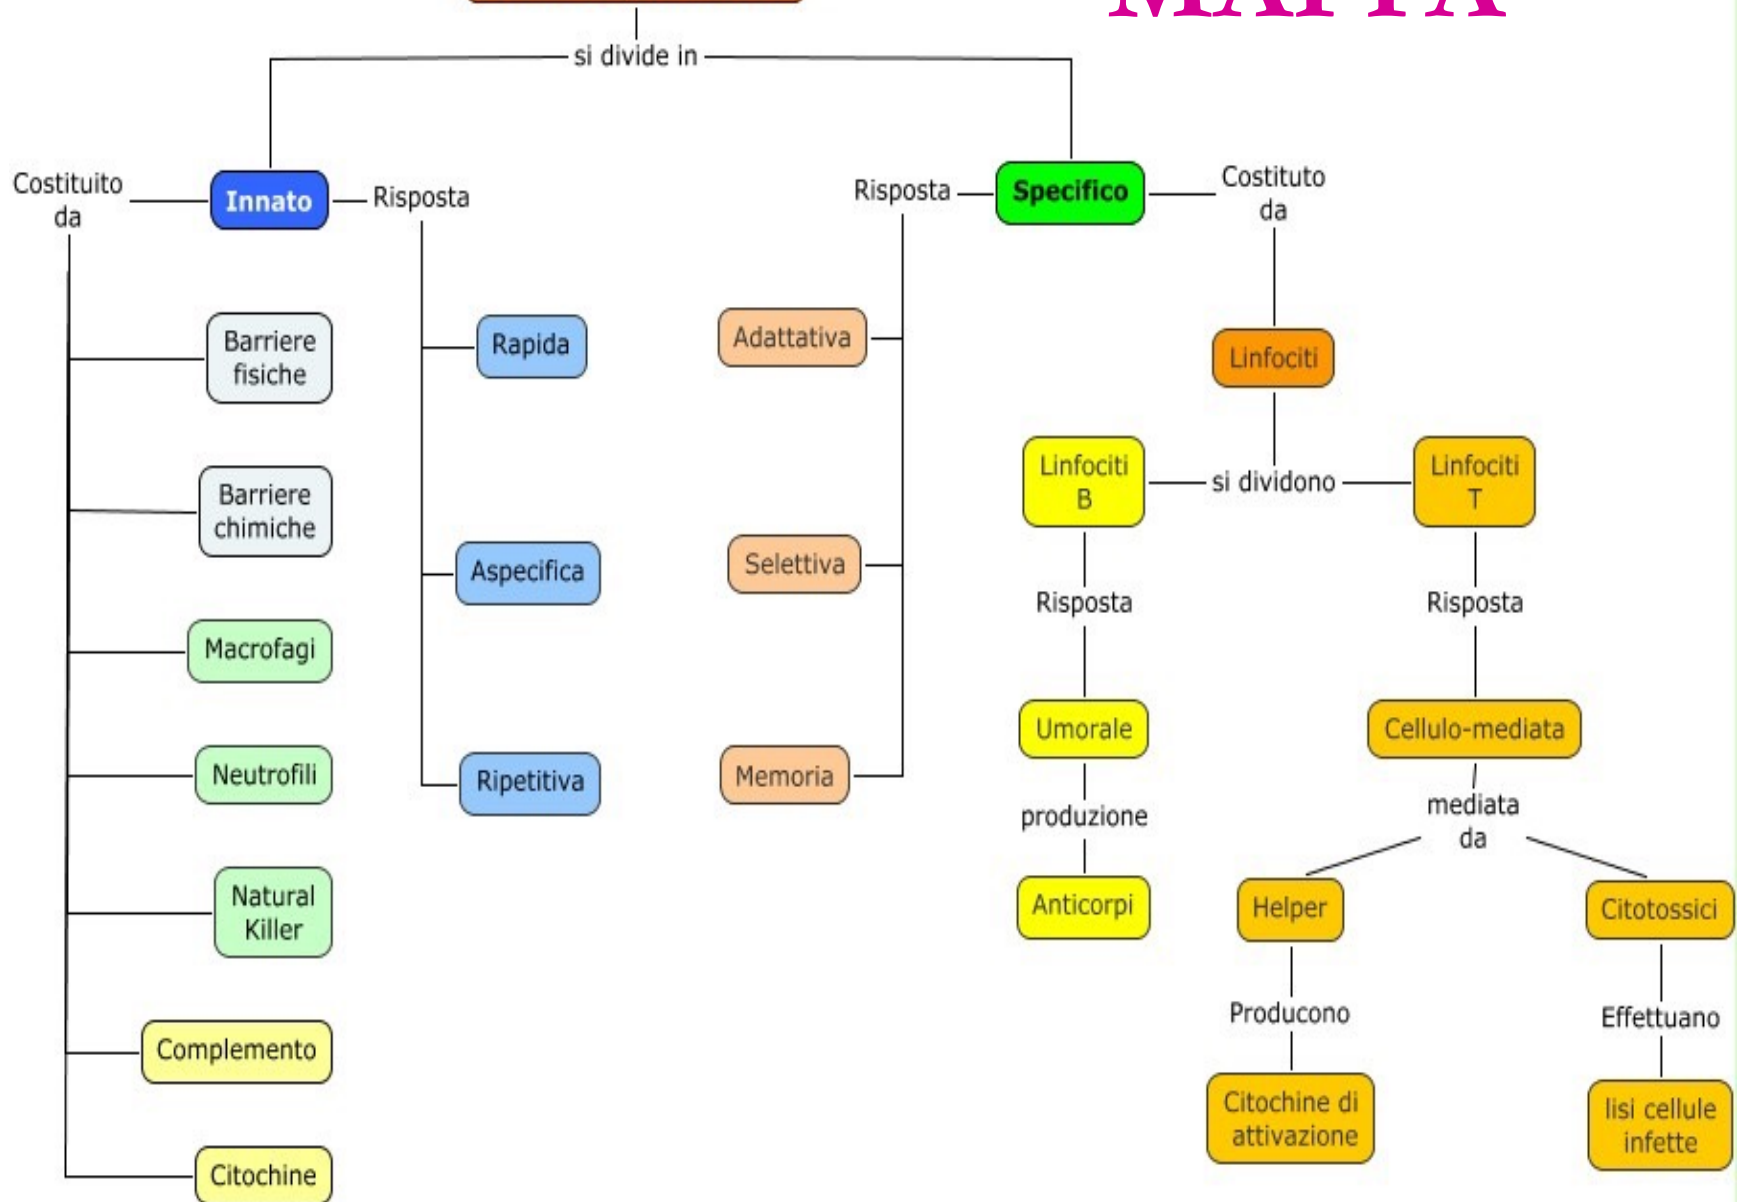 MAPPA
si divide in
Costituito
da
Innato
Risposta
Risposta
Specifico
Costituto
da
Barriere
fisiche
Rapida
Adattativa
Linfociti
Barriere
chimiche
Linfociti
B
si dividono
Linfociti
T
Aspecifica
Selettiva
Risposta
Risposta
Macrofagi
Umorale
Cellulo-mediata
Neutrofili
Ripetitiva
Memoria
produzione
mediata
da
Natural
Killer
Anticorpi
Helper
Citotossici
Producono
Effettuano
Complemento
Citochine di
attivazione
lisi cellule
infette
Citochine